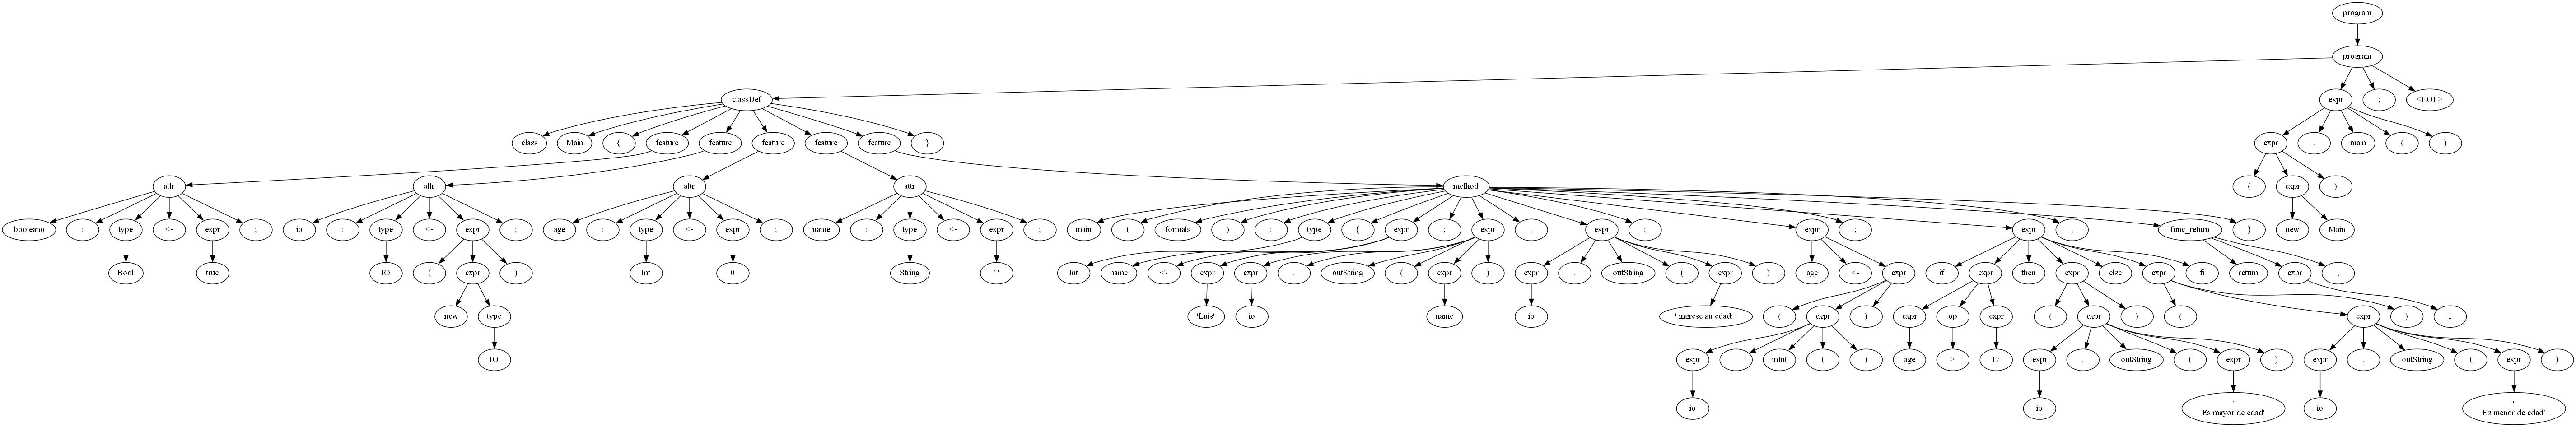 program
program
classDef expr ; <EOF>
class Main { feature feature feature feature feature } expr . main ( )
attr attr attr attr method ( expr )
booleano : type <- expr ; io : type <- expr ; age : type <- expr ; name : type <- expr ; main ( formals ) : type { expr ; expr ; expr ; expr ; expr ; func_return } new Main
Bool true IO ( expr ) Int 0 String ' ' Int name <- expr expr . outString ( expr ) expr . outString ( expr ) age <- expr if expr then expr else expr fi return expr ;
new type 'Luis' io name io ' ingrese su edad: ' ( expr ) expr op expr ( expr ) ( expr ) 1
IO expr . inInt ( ) age > 17 expr . outString ( expr ) expr . outString ( expr )
io io '
Es mayor de edad' io '
Es menor de edad'